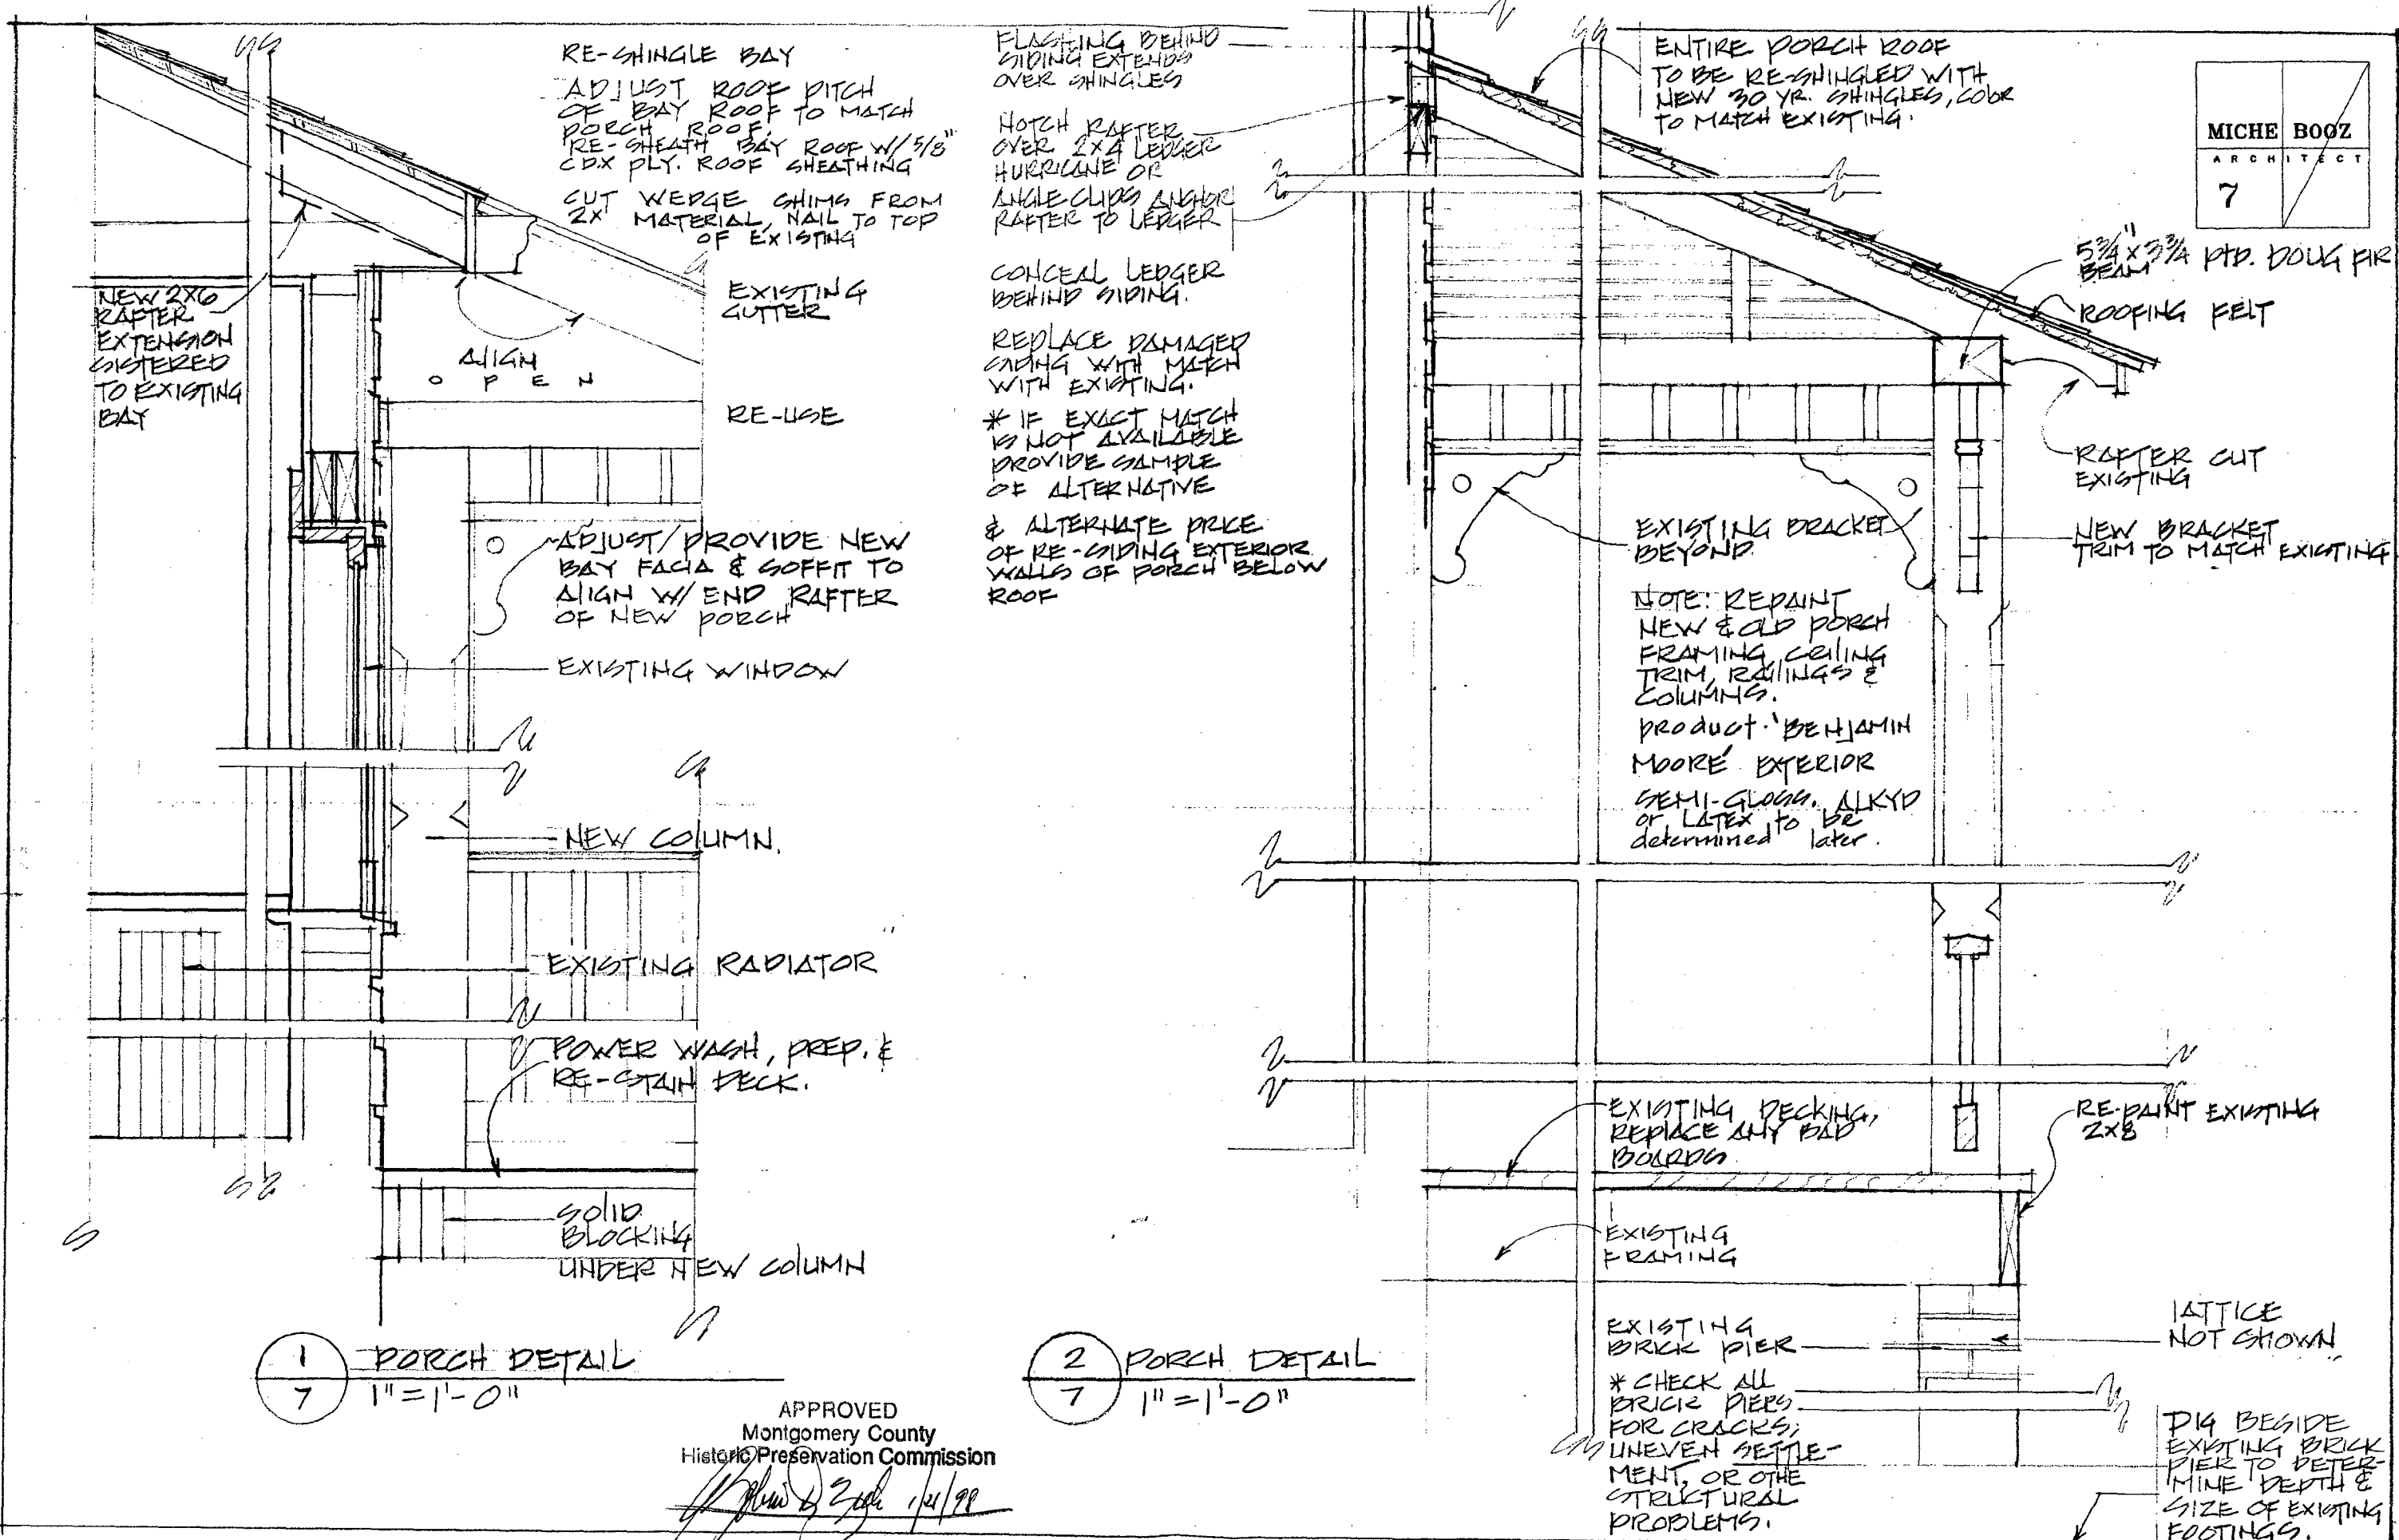 RE-SHINGLE BAY
ADJUST ROOF PITCH
OF BAY ROOF TO MATCH
PORCH ROOF.
RE-SHEATH BAY ROOF W/ 5/8"
CDX PLY. ROOF SHEATHING
CUT WEDGE SHIMS FROM
2X MATERIAL, NAIL TO TOP
OF EXISTING
NEW 2X6
RAFTER
EXTENSION
SISTERED
TO EXISTING
BAY
EXISTING
GUTTER
ALIGN
OPEN
RE-USE
ADJUST/PROVIDE NEW
BAY FACIA & SOFFIT TO
ALIGN W/ END RAFTER
OF NEW PORCH
EXISTING WINDOW
NEW COLUMN.
EXISTING RADIATOR
POWER WASH, PREP. &
RE-STAIN DECK.
SOLID
BLOCKING
UNDER NEW COLUMN
1
7
PORCH DETAIL
1"=1'-0"
APPROVED
Montgomery County
Historic Preservation Commission
FLASHING BEHIND
SIDING EXTENDS
OVER SHINGLES
NOTCH RAFTER
OVER 2X4 LEDGER
HURRICANE OR
ANGLE CLIPS ANCHOR
RAFTER TO LEDGER
CONCEAL LEDGER
BEHIND SIDING.
REPLACE DAMAGED
SIDING WITH MATCH
WITH EXISTING.
* IF EXACT MATCH
IS NOT AVAILABLE
PROVIDE SAMPLE
OF ALTERNATIVE
& ALTERNATE PRICE
OF RE-SIDING EXTERIOR
WALLS OF PORCH BELOW
ROOF
ENTIRE PORCH ROOF
TO BE RE-SHINGLED WITH
NEW 30 YR. SHINGLES, COLOR
TO MATCH EXISTING.
MICHE BOOZ
ARCHITECT
7
5 3/4" X 3 3/4 PTD. DOUG FIR
BEAM
ROOFING FELT
RAFTER CUT
EXISTING
NEW BRACKET
TRIM TO MATCH EXISTING
EXISTING BRACKET
BEYOND
NOTE: REPAINT
NEW & OLD PORCH
FRAMING, CEILING
TRIM, RAILINGS &
COLUMNS.
product. 'BENJAMIN
MOORE' EXTERIOR
SEMI-GLOSS. ALKYD
or LATEX to be
determined later.
EXISTING DECKING,
REPLACE ANY BAD
BOARDS
RE-PAINT EXISTING
2X8
EXISTING
FRAMING
EXISTING
BRICK PIER
* CHECK ALL
BRICK PIERS
FOR CRACKS,
UNEVEN SETTLE-
MENT, OR OTHE
STRUCTURAL
PROBLEMS.
LATTICE
NOT SHOWN
DIG BESIDE
EXISTING BRICK
PIER TO DETER-
MINE DEPTH &
SIZE OF EXISTING
FOOTINGS.
2
7
PORCH DETAIL
1"=1'-0"